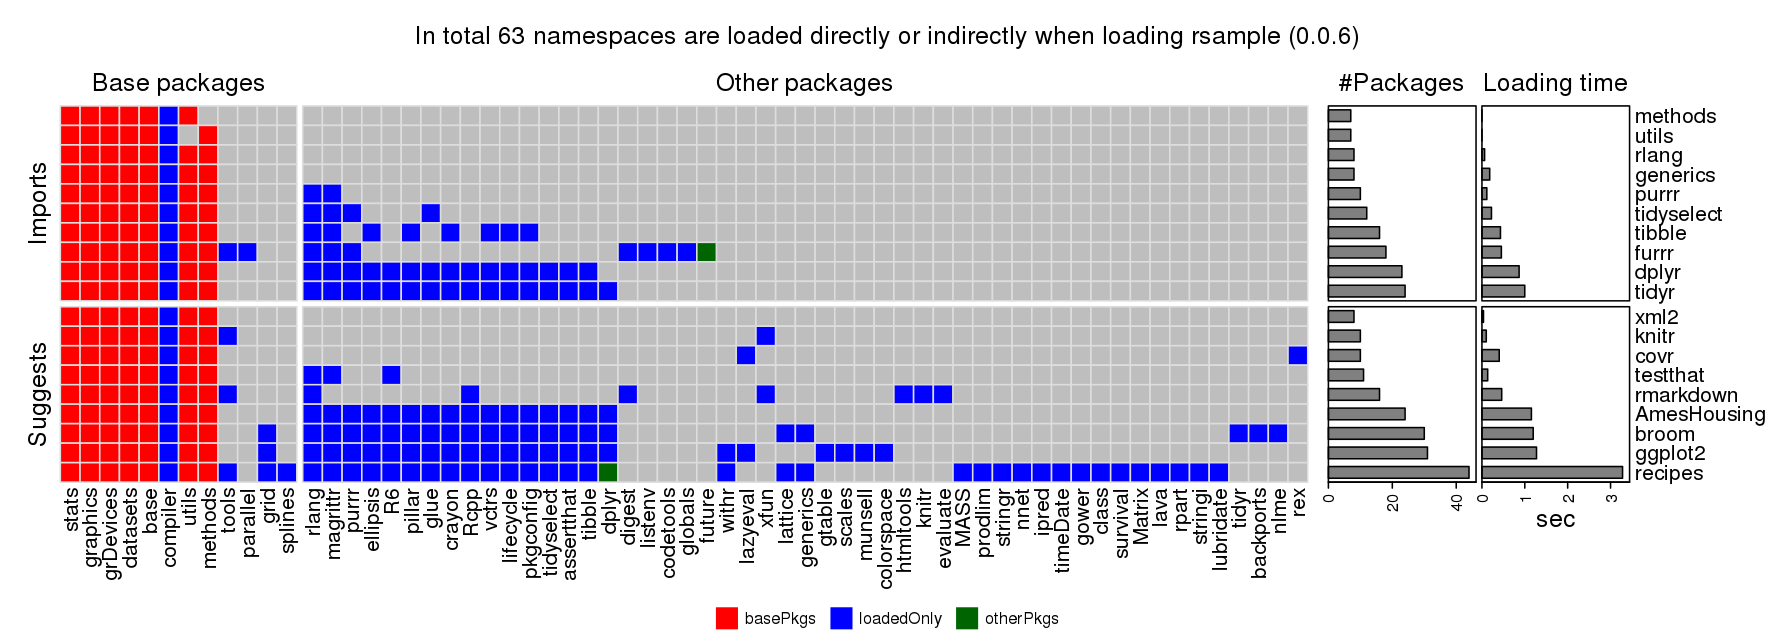 In total 63 namespaces are loaded directly or indirectly when loading rsample (0.0.6)
Base packages
Other packages
#Packages
Loading time
Imports
methods
utils
rlang
generics
purrr
tidyselect
tibble
furrr
dplyr
tidyr
Suggests
xml2
knitr
covr
testthat
rmarkdown
AmesHousing
broom
ggplot2
recipes
stats
graphics
grDevices
datasets
base
compiler
utils
methods
tools
parallel
grid
splines
rlang
magrittr
purrr
ellipsis
R6
pillar
glue
crayon
Rcpp
vctrs
lifecycle
pkgconfig
tidyselect
assertthat
tibble
dplyr
digest
listenv
codetools
globals
future
withr
lazyeval
xfun
lattice
generics
gtable
scales
munsell
colorspace
htmltools
knitr
evaluate
MASS
prodlim
stringr
nnet
ipred
timeDate
gower
class
survival
Matrix
lava
rpart
stringi
lubridate
tidyr
backports
nlme
rex
0 20 40
0 1 2 3
sec
basePkgs loadedOnly otherPkgs